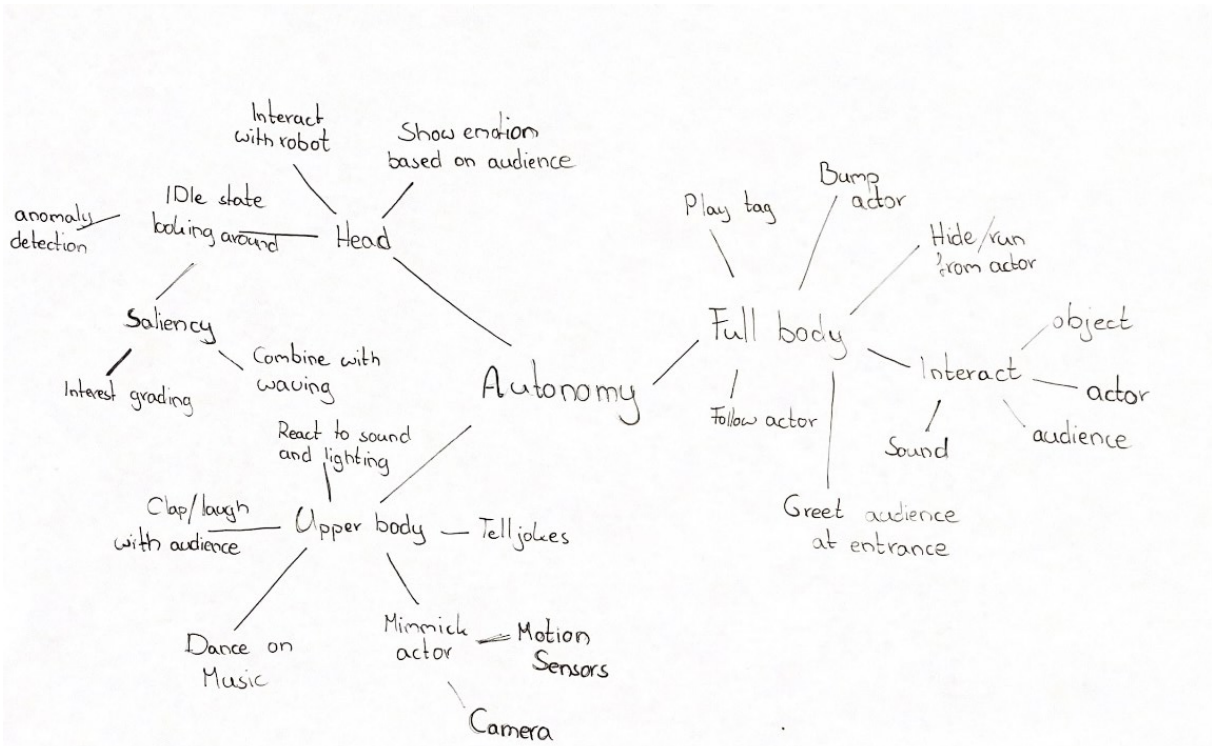 Interact
with robot
Show emotion
based on audience
IDle state
looking around
anomaly
detection
Head
Saliency
Interest grading
Combine with
waving
Autonomy
React to sound
and lighting
Clap/laugh
with audience
Upper body
Tell jokes
Dance on
Music
Mimmick
actor
Motion
Sensors
Camera
Play tag
Bump
actor
Hide/run
from actor
Full body
Interact
object
actor
audience
Sound
Follow actor
Greet audience
at entrance